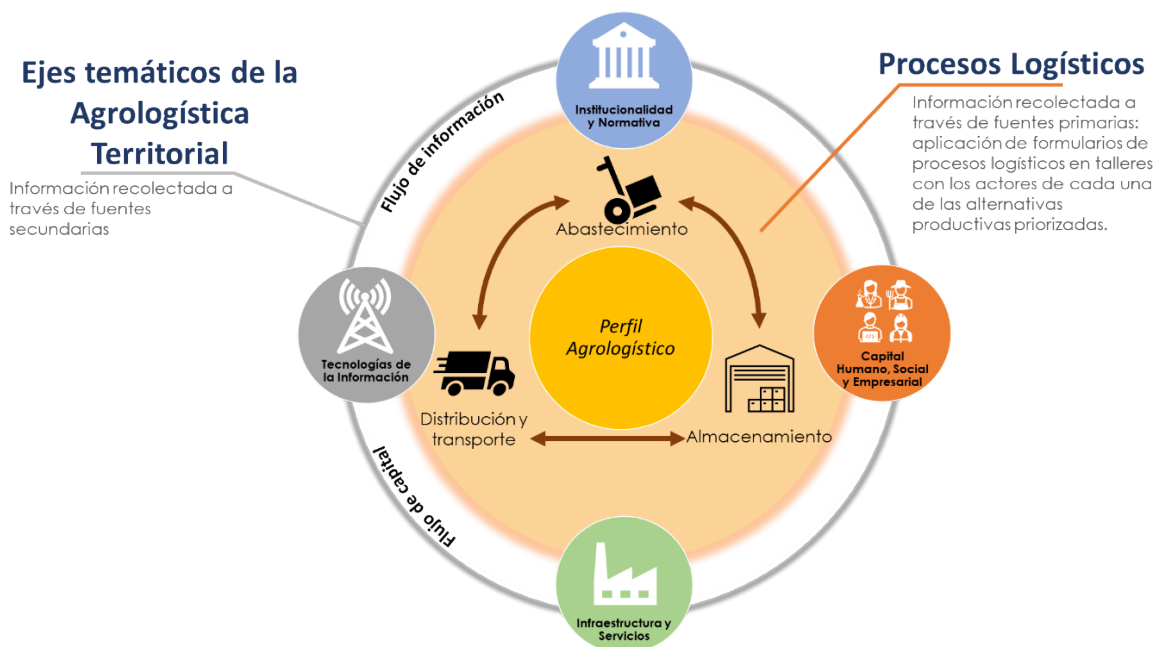 Ejes temáticos de la
Agrologística
Territorial
Información recolectada a
través de fuentes
secundarias
Procesos Logísticos
Información recolectada a
través de fuentes primarias:
aplicación de formularios de
procesos logísticos en talleres
con los actores de cada una
de las alternativas
productivas priorizadas.
Flujo de información
Institucionalidad
y Normativa
Abastecimiento
Perfil
Agrologístico
Tecnologías de
la Información
Capital
Humano, Social
y Empresarial
Distribución y
transporte
Almacenamiento
Flujo de capital
Infraestructura y
Servicios